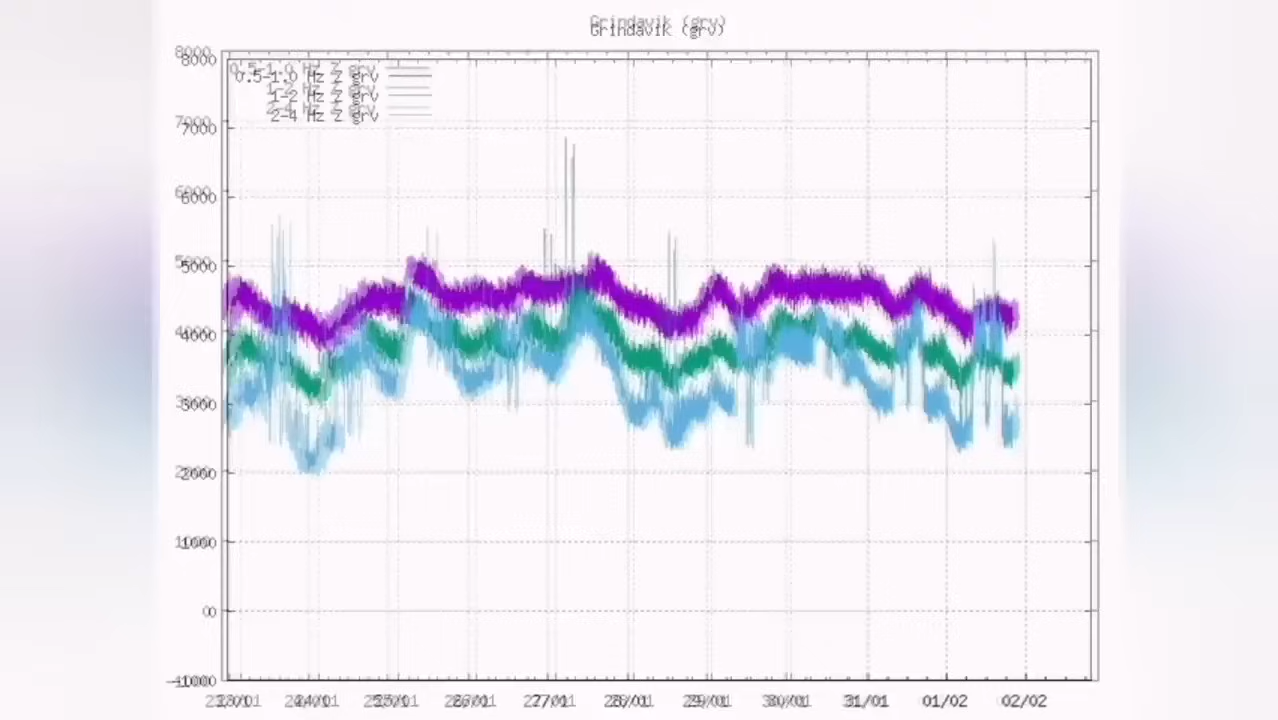 Grindavik (grv)
8000
0.5-1.0 Hz Z grv
1-2 Hz Z grv
2-4 Hz Z grv
7000
6000
5000
4000
3000
2000
1000
0
-1000
23/01 24/01 25/01 26/01 27/01 28/01 29/01 30/01 31/01 01/02 02/02